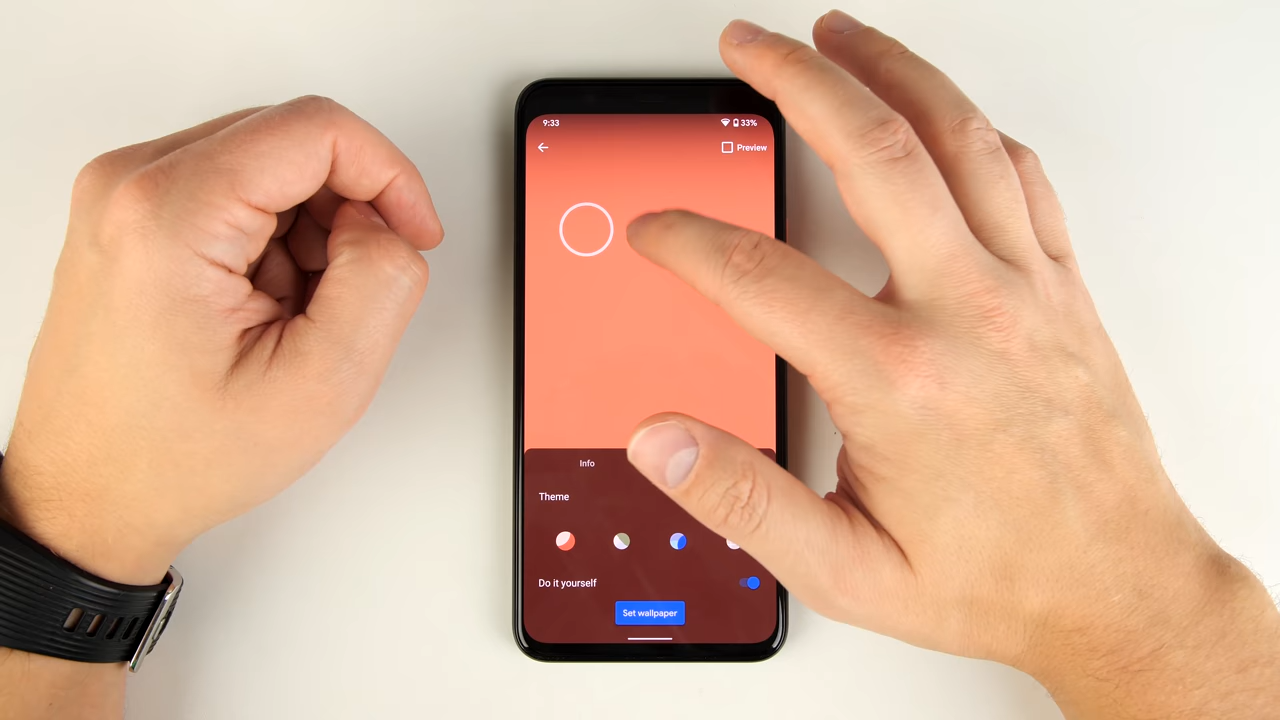 9:33 33%
Preview
Info
Theme
Do it yourself
Set wallpaper